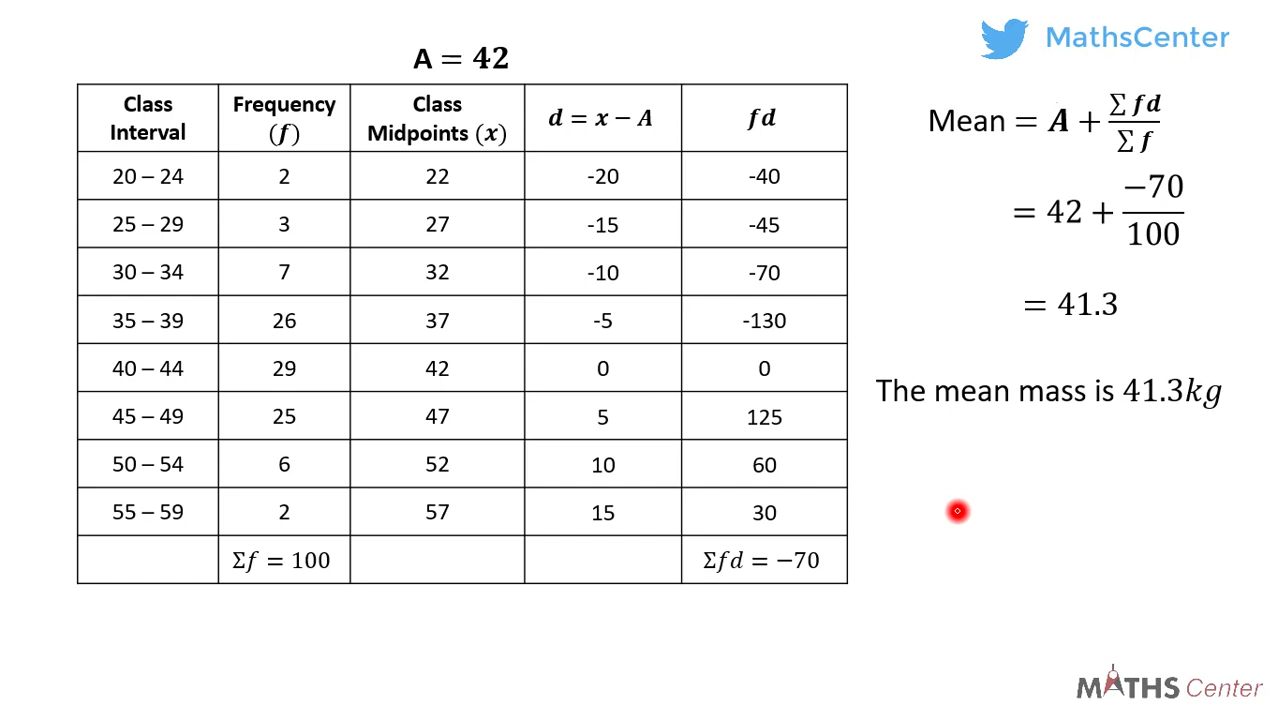 MathsCenter
A = 42
Class Interval | Frequency (f) | Class Midpoints (x) | d = x − A | fd
20 – 24 | 2 | 22 | -20 | -40
25 – 29 | 3 | 27 | -15 | -45
30 – 34 | 7 | 32 | -10 | -70
35 – 39 | 26 | 37 | -5 | -130
40 – 44 | 29 | 42 | 0 | 0
45 – 49 | 25 | 47 | 5 | 125
50 – 54 | 6 | 52 | 10 | 60
55 – 59 | 2 | 57 | 15 | 30
Σf = 100 | Σfd = −70
Mean = A + ∑ fd / ∑ f
= 42 + −70 / 100
= 41.3
The mean mass is 41.3kg
MATHS Center